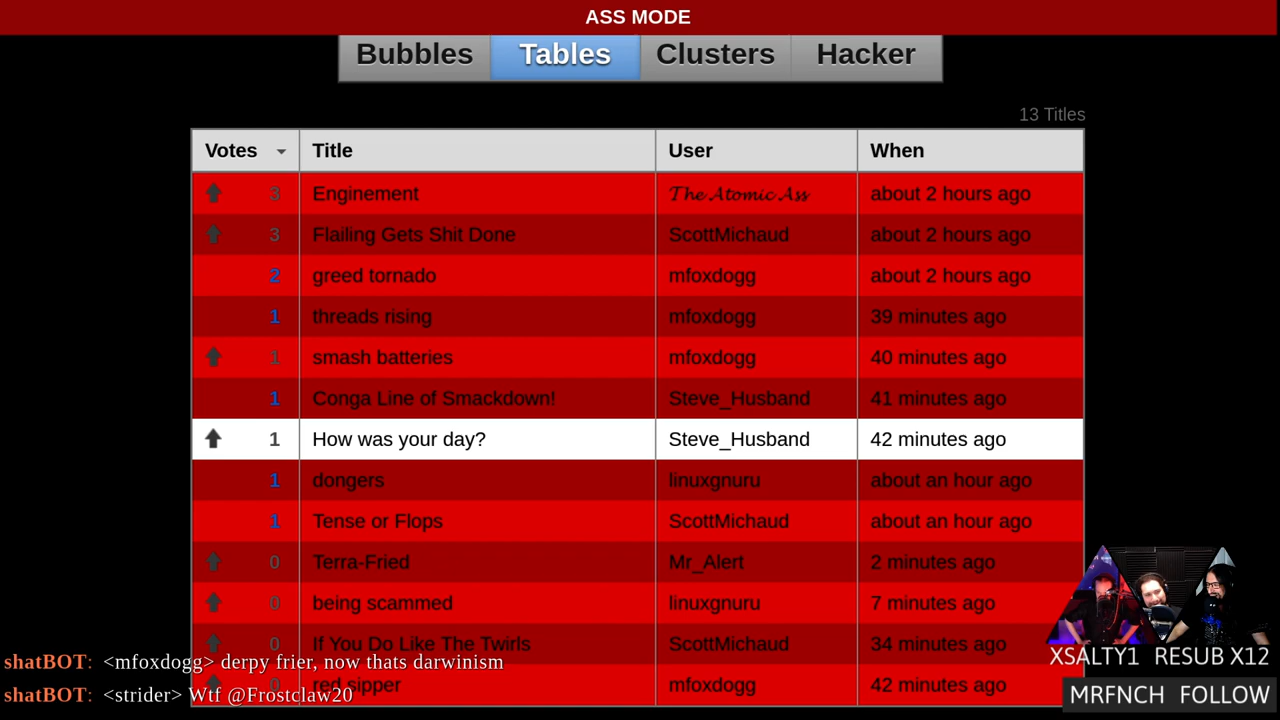 ASS MODE
Bubbles Tables Clusters Hacker
13 Titles
Votes Title User When
3 Enginement 𝓣𝓱𝓮 𝓐𝓽𝓸𝓶𝓲𝓬 𝓐𝓼𝓼 about 2 hours ago
3 Flailing Gets Shit Done ScottMichaud about 2 hours ago
2 greed tornado mfoxdogg about 2 hours ago
1 threads rising mfoxdogg 39 minutes ago
1 smash batteries mfoxdogg 40 minutes ago
1 Conga Line of Smackdown! Steve_Husband 41 minutes ago
1 How was your day? Steve_Husband 42 minutes ago
1 dongers linuxgnuru about an hour ago
1 Tense or Flops ScottMichaud about an hour ago
0 Terra-Fried Mr_Alert 2 minutes ago
0 being scammed linuxgnuru 7 minutes ago
0 If You Do Like The Twirls ScottMichaud 34 minutes ago
0 red sipper mfoxdogg 42 minutes ago
shatBOT: <mfoxdogg> derpy frier, now thats darwinism
shatBOT: <strider> Wtf @Frostclaw20
XSALTY1 RESUB X12
MRFNCH FOLLOW